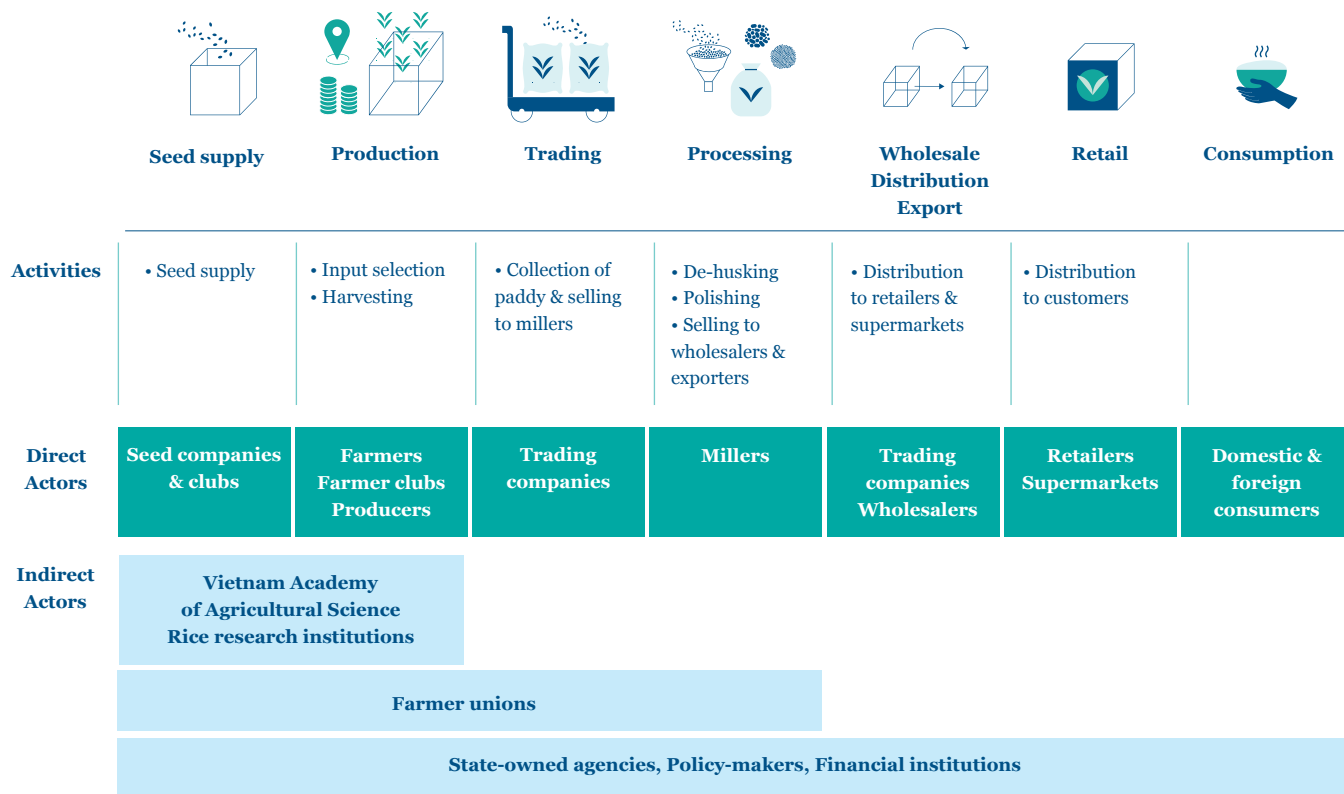 Seed supply
Production
Trading
Processing
Wholesale
Distribution
Export
Retail
Consumption
Activities
• Seed supply
• Input selection
• Harvesting
• Collection of
paddy & selling
to millers
• De-husking
• Polishing
• Selling to
wholesalers &
exporters
• Distribution
to retailers &
supermarkets
• Distribution
to customers
Direct
Actors
Seed companies
& clubs
Farmers
Farmer clubs
Producers
Trading
companies
Millers
Trading
companies
Wholesalers
Retailers
Supermarkets
Domestic &
foreign
consumers
Indirect
Actors
Vietnam Academy
of Agricultural Science
Rice research institutions
Farmer unions
State-owned agencies, Policy-makers, Financial institutions